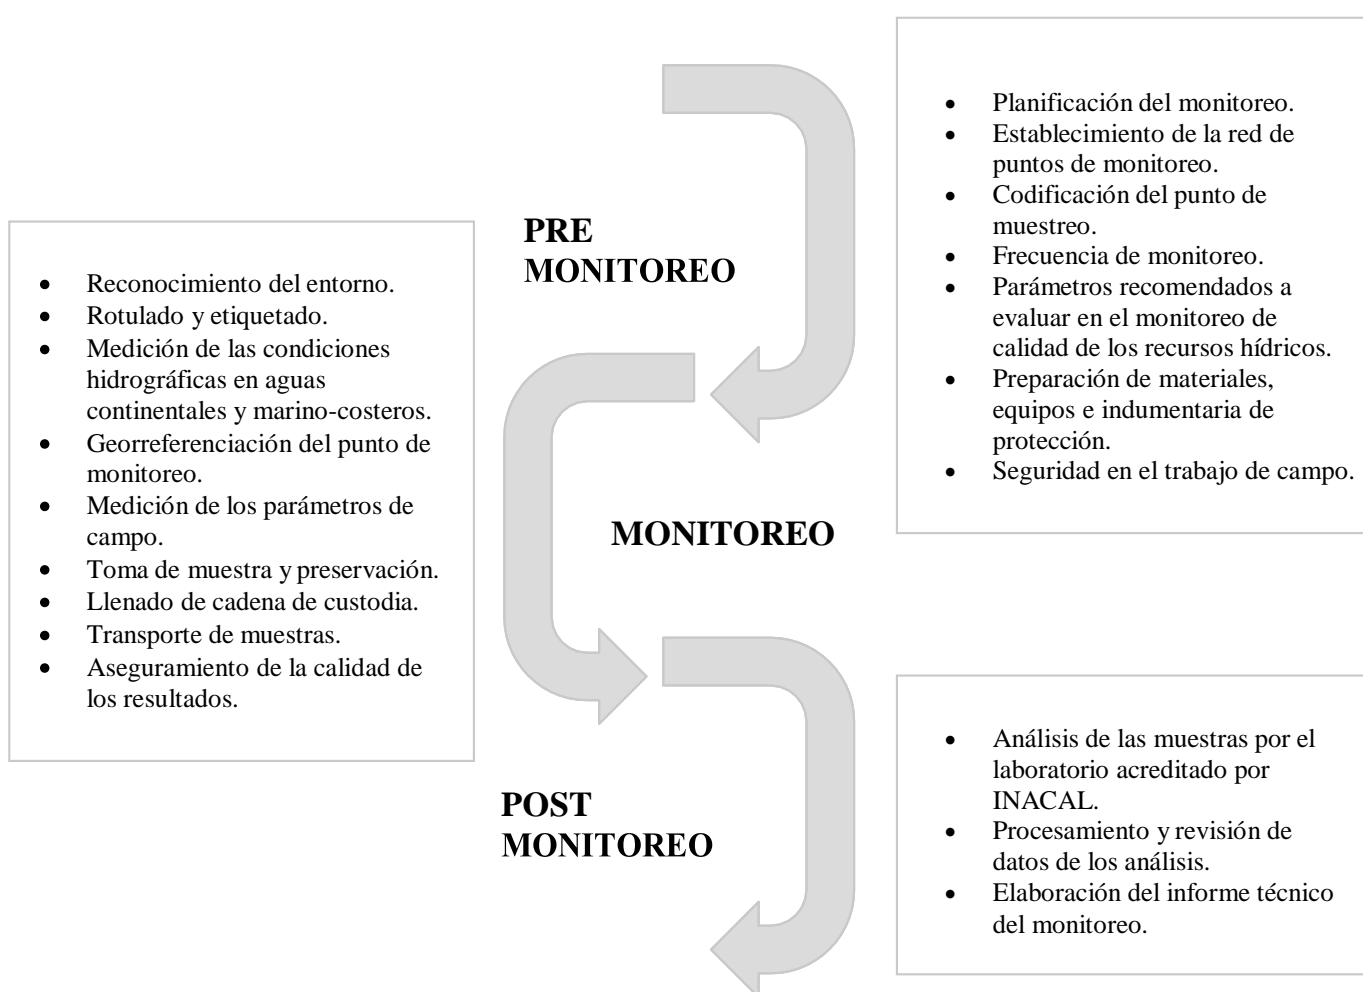 PRE
MONITOREO
• Planificación del monitoreo.
• Establecimiento de la red de
puntos de monitoreo.
• Codificación del punto de
muestreo.
• Frecuencia de monitoreo.
• Parámetros recomendados a
evaluar en el monitoreo de
calidad de los recursos hídricos.
• Preparación de materiales,
equipos e indumentaria de
protección.
• Seguridad en el trabajo de campo.
MONITOREO
• Reconocimiento del entorno.
• Rotulado y etiquetado.
• Medición de las condiciones
hidrográficas en aguas
continentales y marino-costeros.
• Georreferenciación del punto de
monitoreo.
• Medición de los parámetros de
campo.
• Toma de muestra y preservación.
• Llenado de cadena de custodia.
• Transporte de muestras.
• Aseguramiento de la calidad de
los resultados.
POST
MONITOREO
• Análisis de las muestras por el
laboratorio acreditado por
INACAL.
• Procesamiento y revisión de
datos de los análisis.
• Elaboración del informe técnico
del monitoreo.